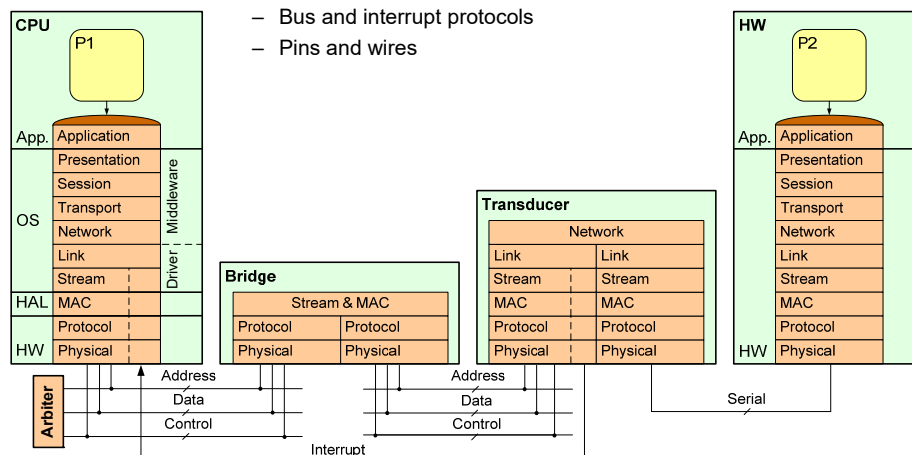 – Bus and interrupt protocols
– Pins and wires
CPU
P1
App.
Application
OS
Presentation
Session
Transport
Network
Link
Stream
Middleware
Driver
HAL
MAC
HW
Protocol
Physical
Bridge
Stream & MAC
Protocol Protocol
Physical Physical
Transducer
Network
Link Link
Stream Stream
MAC MAC
Protocol Protocol
Physical Physical
HW
P2
App.
Application
Presentation
Session
Transport
Network
Link
Stream
MAC
Protocol
HW
Physical
Arbiter
Address
Data
Control
Address
Data
Control
Interrupt
Serial